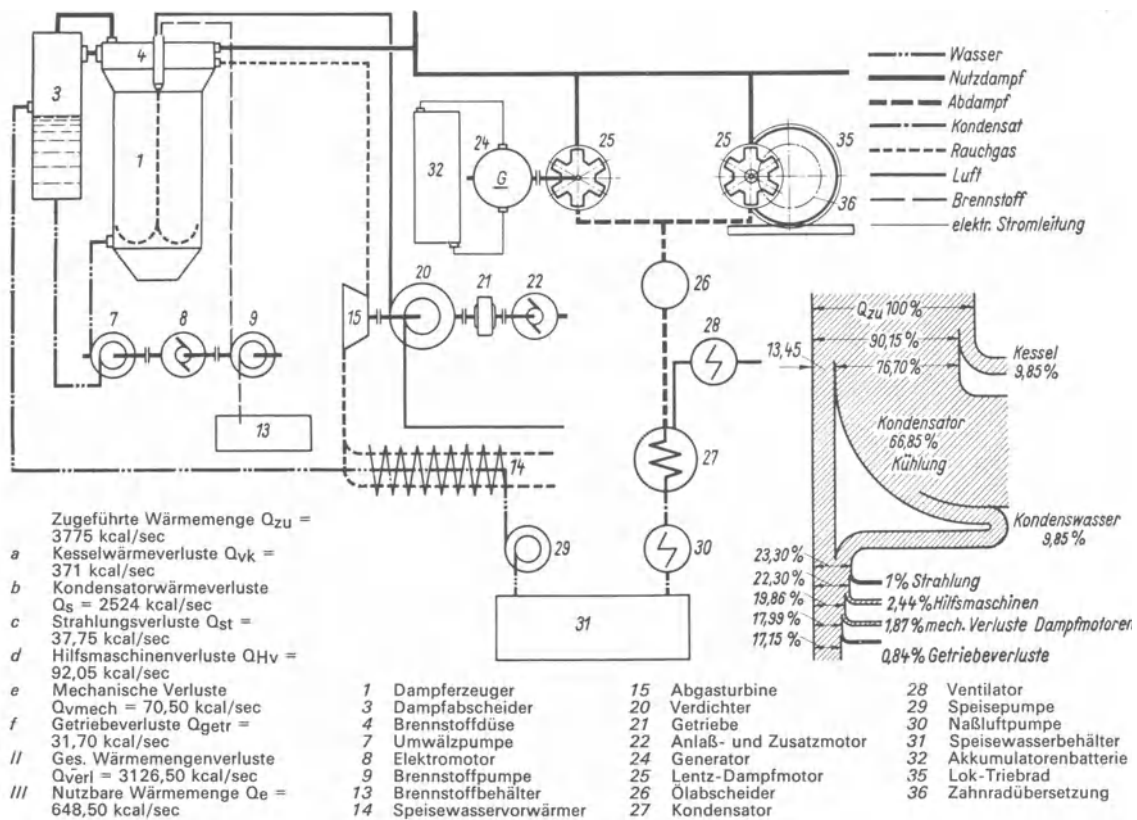 3
4
1
7
8
9
13
32
24
G
25
25
35
36
20
21
22
15
14
26
28
27
29
30
31
Wasser
Nutzdampf
Abdampf
Kondensat
Rauchgas
Luft
Brennstoff
elektr. Stromleitung
Qzu 100%
90,15%
13,45
76,70%
Kessel
9,85%
Kondensator
66,85%
Kühlung
Kondenswasser
9,85%
23,30%
22,30%
19,86%
17,99%
17,15%
1% Strahlung
2,44% Hilfsmaschinen
1,87% mech. Verluste Dampfmotoren
0,84% Getriebeverluste
Zugeführte Wärmemenge Qzu =
3775 kcal/sec
a Kesselwärmeverluste Qvk =
371 kcal/sec
b Kondensatorwärmeverluste
Qs = 2524 kcal/sec
c Strahlungsverluste Qst =
37,75 kcal/sec
d Hilfsmaschinenverluste QHv =
92,05 kcal/sec
e Mechanische Verluste
Qvmech = 70,50 kcal/sec
f Getriebeverluste Qgetr =
31,70 kcal/sec
II Ges. Wärmemengenverluste
Qverl = 3126,50 kcal/sec
III Nutzbare Wärmemenge Qe =
648,50 kcal/sec
1 Dampferzeuger
3 Dampfabscheider
4 Brennstoffdüse
7 Umwälzpumpe
8 Elektromotor
9 Brennstoffpumpe
13 Brennstoffbehälter
14 Speisewasservorwärmer
15 Abgasturbine
20 Verdichter
21 Getriebe
22 Anlaß- und Zusatzmotor
24 Generator
25 Lentz-Dampfmotor
26 Ölabscheider
27 Kondensator
28 Ventilator
29 Speisepumpe
30 Naßluftpumpe
31 Speisewasserbehälter
32 Akkumulatorenbatterie
35 Lok-Triebrad
36 Zahnradübersetzung